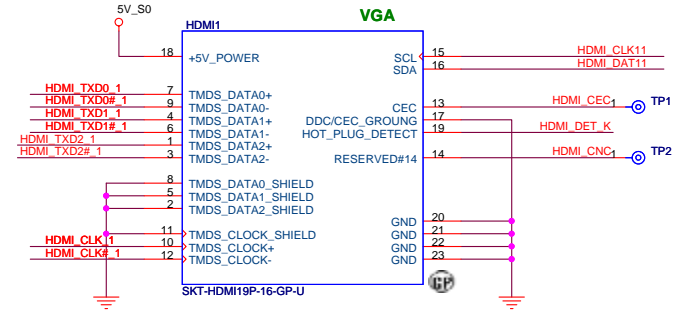 5V_S0
VGA
HDMI1
18 +5V_POWER
SCL 15 HDMI_CLK11
SDA 16 HDMI_DAT11
HDMI_TXD0_1 7 TMDS_DATA0+
HDMI_TXD0#_1 9 TMDS_DATA0-
CEC 13 HDMI_CEC 1 TP1
HDMI_TXD1_1 4 TMDS_DATA1+
DDC/CEC_GROUNG 17
HDMI_TXD1#_1 6 TMDS_DATA1-
HOT_PLUG_DETECT 19 HDMI_DET_K
HDMI_TXD2_1 1 TMDS_DATA2+
HDMI_TXD2#_1 3 TMDS_DATA2-
RESERVED#14 14 HDMI_CNC 1 TP2
8 TMDS_DATA0_SHIELD
5 TMDS_DATA1_SHIELD
2 TMDS_DATA2_SHIELD
GND 20
11 TMDS_CLOCK_SHIELD
GND 21
HDMI_CLK_1 10 TMDS_CLOCK+
GND 22
HDMI_CLK#_1 12 TMDS_CLOCK-
GND 23
GP
SKT-HDMI19P-16-GP-U